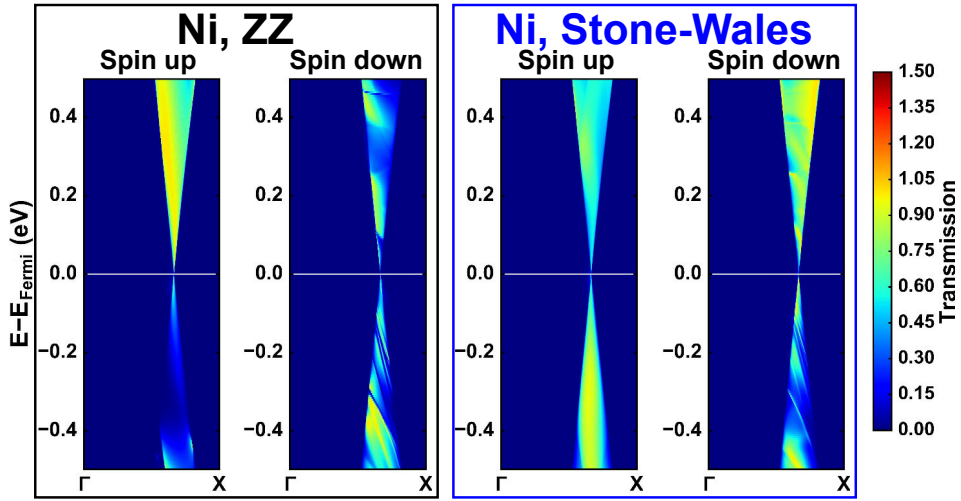 Ni, ZZ
Spin up
Spin down
Ni, Stone-Wales
Spin up
Spin down
E−E_Fermi (eV)
0.4
0.2
0.0
−0.2
−0.4
Γ
X
0.4
0.2
0.0
−0.2
−0.4
Γ
X
0.4
0.2
0.0
−0.2
−0.4
Γ
X
0.4
0.2
0.0
−0.2
−0.4
Γ
X
1.50
1.35
1.20
1.05
0.90
0.75
0.60
0.45
0.30
0.15
0.00
Transmission